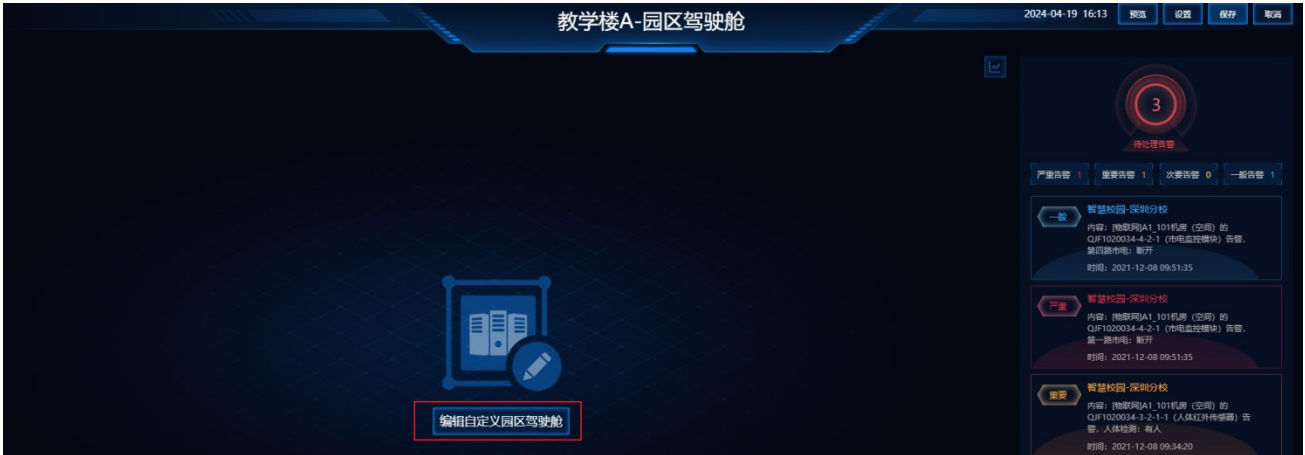 教学楼A-园区驾驶舱
2024-04-19 16:13 预览 设置 保存 取消
3
待处理告警
严重告警 1 重要告警 1 次要告警 0 一般告警 1
一般
智慧校园-深圳分校
内容: [物联网]A1_101机房 (空间) 的
QJF1020034-4-2-1 (市电监控模块) 告警,
第四路市电: 断开
时间: 2021-12-08 09:51:35
严重
智慧校园-深圳分校
内容: [物联网]A1_101机房 (空间) 的
QJF1020034-4-2-1 (市电监控模块) 告警,
第一路市电: 断开
时间: 2021-12-08 09:51:35
重要
智慧校园-深圳分校
内容: [物联网]A1_101机房 (空间) 的
QJF1020034-3-2-1-1 (人体红外传感器) 告
警, 人体检测: 有人
时间: 2021-12-08 09:34:20
编辑自定义园区驾驶舱